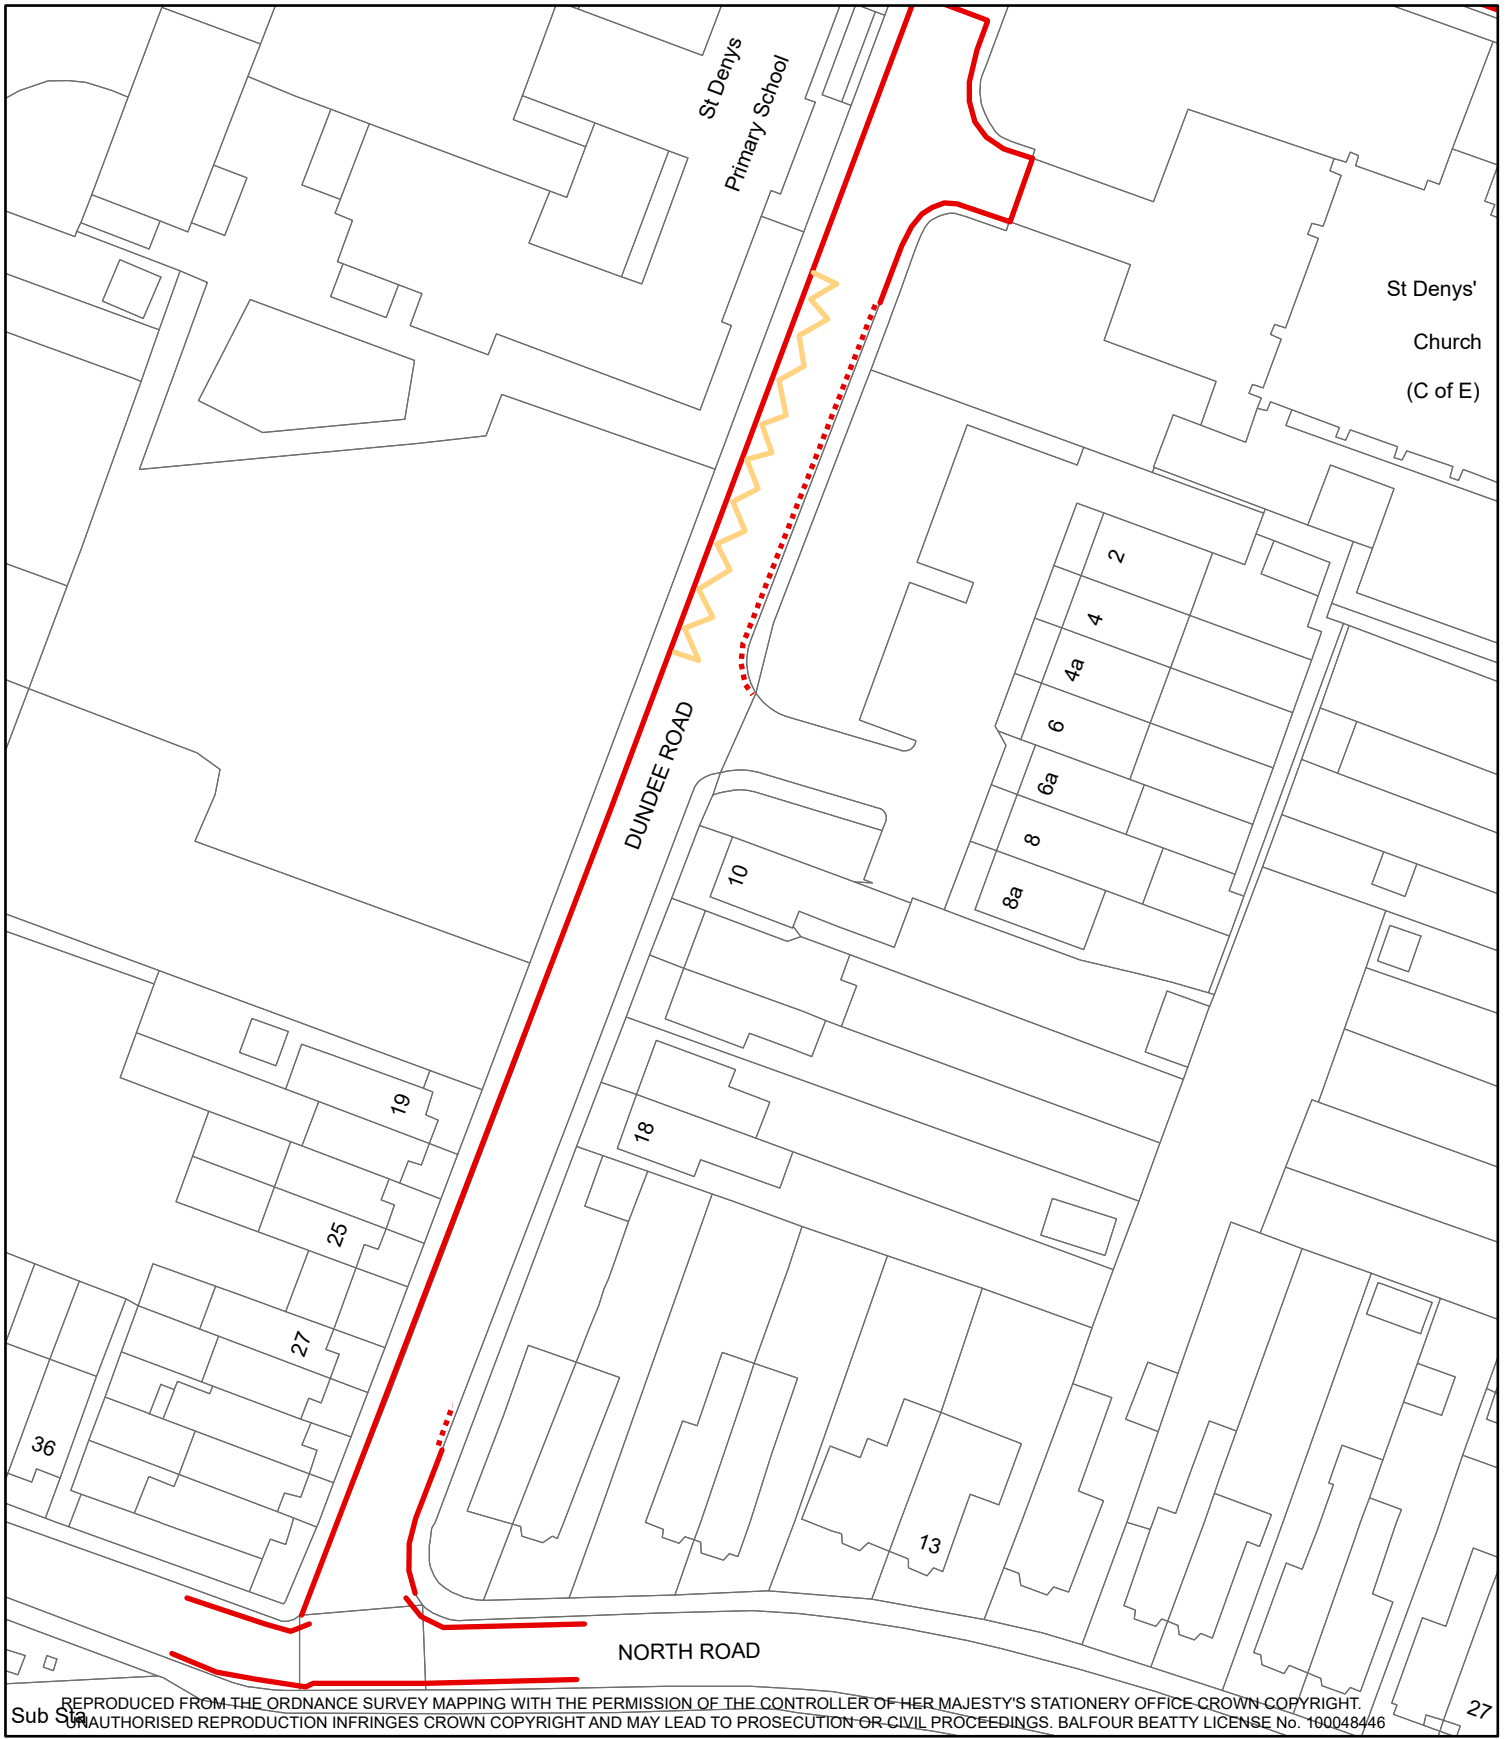 St Denys
Primary School
St Denys'
Church
(C of E)
2
4
4a
6
6a
8
8a
DUNDEE ROAD
10
19
18
25
27
36
13
NORTH ROAD
REPRODUCED FROM THE ORDNANCE SURVEY MAPPING WITH THE PERMISSION OF THE CONTROLLER OF HER MAJESTY'S STATIONERY OFFICE CROWN COPYRIGHT.
Sub Sta
UNAUTHORISED REPRODUCTION INFRINGES CROWN COPYRIGHT AND MAY LEAD TO PROSECUTION OR CIVIL PROCEEDINGS. BALFOUR BEATTY LICENSE No. 100048446
27